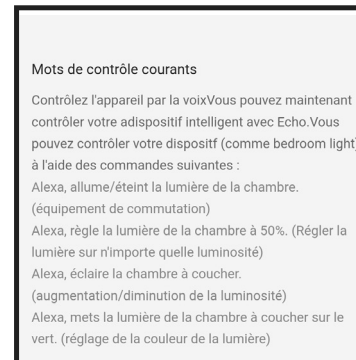 Mots de contrôle courants
Contrôlez l'appareil par la voixVous pouvez maintenant
contrôler votre adispositif intelligent avec Echo.Vous
pouvez contrôler votre dispositf (comme bedroom light)
à l'aide des commandes suivantes :
Alexa, allume/éteint la lumière de la chambre.
(équipement de commutation)
Alexa, règle la lumière de la chambre à 50%. (Régler la
lumière sur n'importe quelle luminosité)
Alexa, éclaire la chambre à coucher.
(augmentation/diminution de la luminosité)
Alexa, mets la lumière de la chambre à coucher sur le
vert. (réglage de la couleur de la lumière)